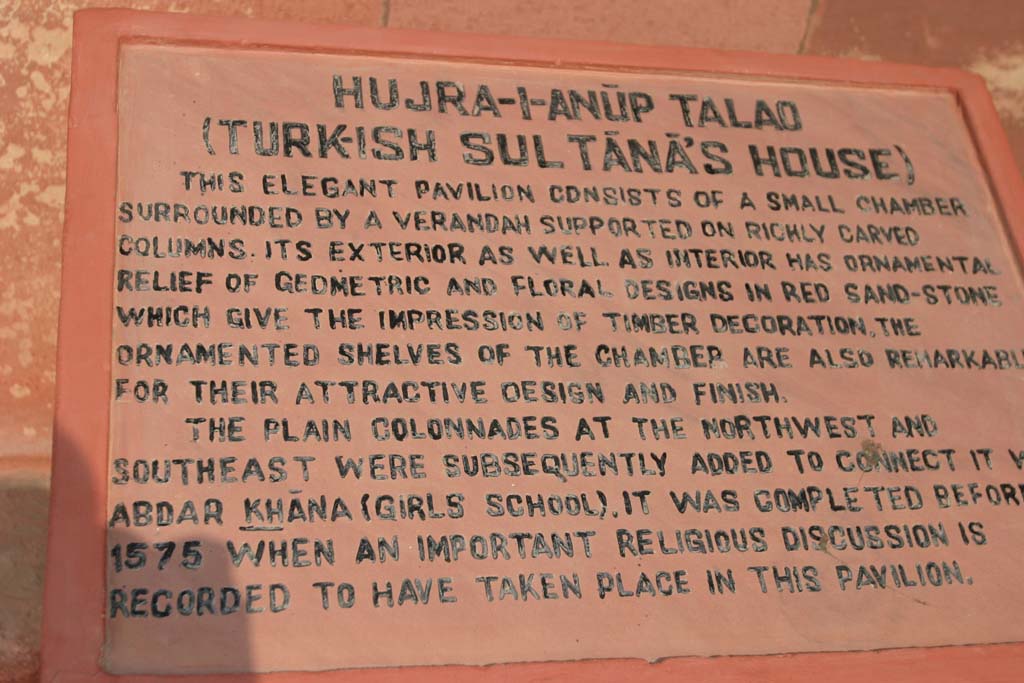 HUJRA-I-ANŪP TALAO
(TURKISH SULTĀNĀ'S HOUSE)
THIS ELEGANT PAVILION CONSISTS OF A SMALL CHAMBER
SURROUNDED BY A VERANDAH SUPPORTED ON RICHLY CARVED
COLUMNS. ITS EXTERIOR AS WELL AS INTERIOR HAS ORNAMENTAL
RELIEF OF GEOMETRIC AND FLORAL DESIGNS IN RED SAND-STONE
WHICH GIVE THE IMPRESSION OF TIMBER DECORATION. THE
ORNAMENTED SHELVES OF THE CHAMBER ARE ALSO REMARKABL
FOR THEIR ATTRACTIVE DESIGN AND FINISH.
THE PLAIN COLONNADES AT THE NORTHWEST AND
SOUTHEAST WERE SUBSEQUENTLY ADDED TO CONNECT IT
ABDAR KHĀNA (GIRLS' SCHOOL). IT WAS COMPLETED BEFOR
1575 WHEN AN IMPORTANT RELIGIOUS DISCUSSION IS
RECORDED TO HAVE TAKEN PLACE IN THIS PAVILION.